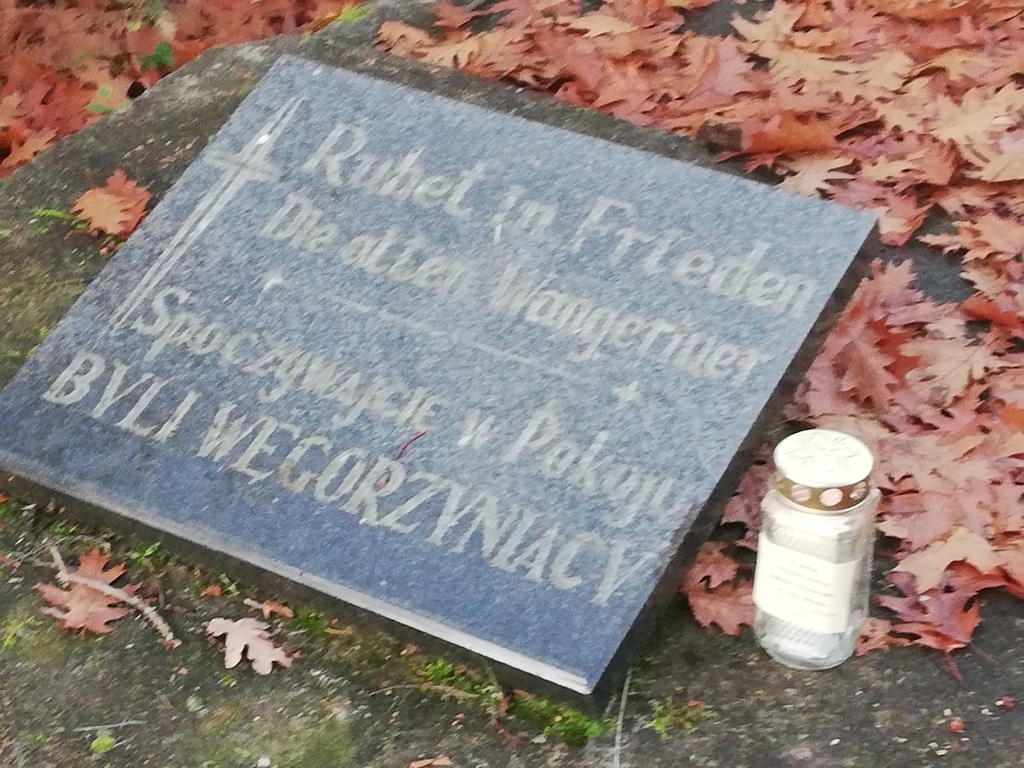 Ruhet in Frieden
Die alten Wangeriner
Spoczywajcie w Pokoju
BYLI WĘGORZYNIACY